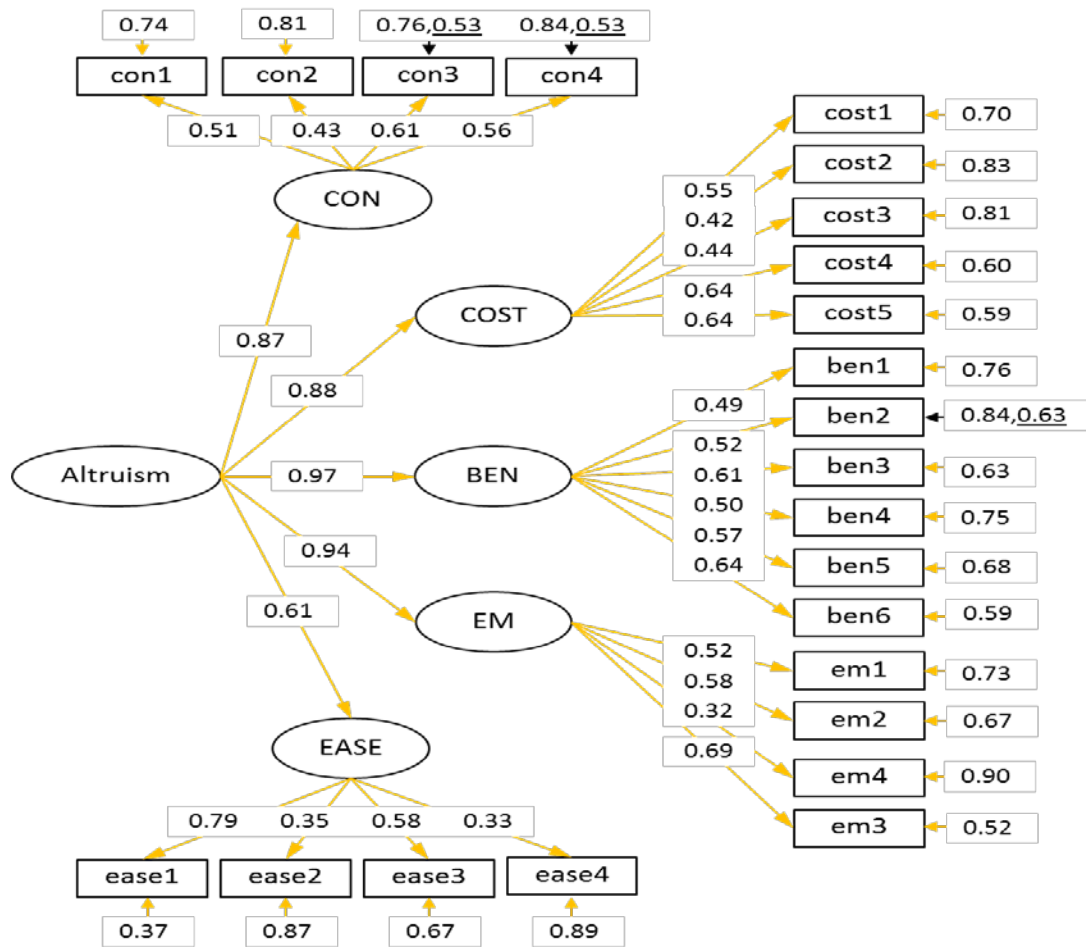 0.74 0.81 0.76,0.53 0.84,0.53
con1 con2 con3 con4
0.51 0.43 0.61 0.56
CON
0.87
Altruism
0.88
0.97
0.94
0.61
COST
0.55
0.42
0.44
0.64
0.64
cost1 0.70
cost2 0.83
cost3 0.81
cost4 0.60
cost5 0.59
BEN
0.49
0.52
0.61
0.50
0.57
0.64
ben1 0.76
ben2 0.84,0.63
ben3 0.63
ben4 0.75
ben5 0.68
ben6 0.59
EM
0.52
0.58
0.32
0.69
em1 0.73
em2 0.67
em4 0.90
em3 0.52
EASE
0.79 0.35 0.58 0.33
ease1 ease2 ease3 ease4
0.37 0.87 0.67 0.89